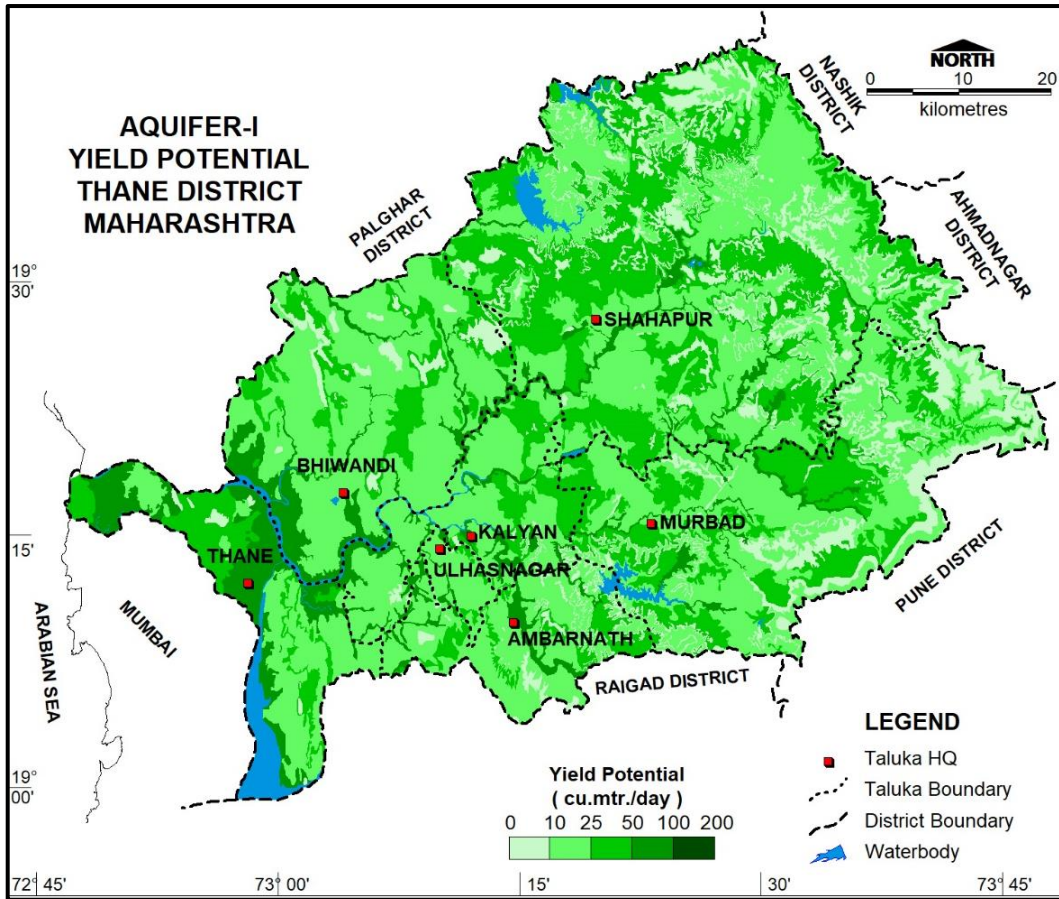 AQUIFER-I
YIELD POTENTIAL
THANE DISTRICT
MAHARASHTRA
NORTH
0 10 20
kilometres
NASHIK
DISTRICT
AHMADNAGAR
DISTRICT
PALGHAR
DISTRICT
19°
30'
SHAHAPUR
BHIWANDI
KALYAN
MURBAD
15'
THANE
ULHASNAGAR
AMBARNATH
PUNE DISTRICT
MUMBAI
ARABIAN SEA
RAIGAD DISTRICT
19°
00'
Yield Potential
( cu.mtr./day )
0 10 25 50 100 200
LEGEND
Taluka HQ
Taluka Boundary
District Boundary
Waterbody
72° 45' 73° 00' 15' 30' 73° 45'